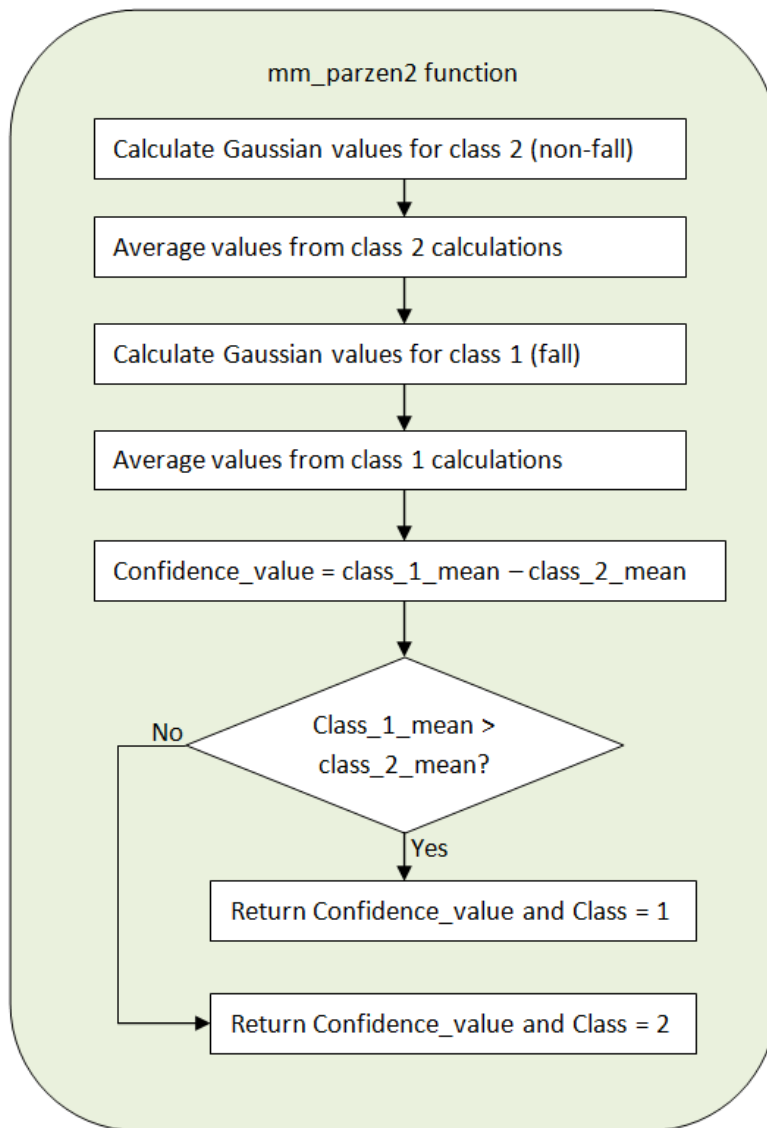 mm_parzen2 function
Calculate Gaussian values for class 2 (non-fall)
Average values from class 2 calculations
Calculate Gaussian values for class 1 (fall)
Average values from class 1 calculations
Confidence_value = class_1_mean – class_2_mean
Class_1_mean >
class_2_mean?
No
Yes
Return Confidence_value and Class = 1
Return Confidence_value and Class = 2